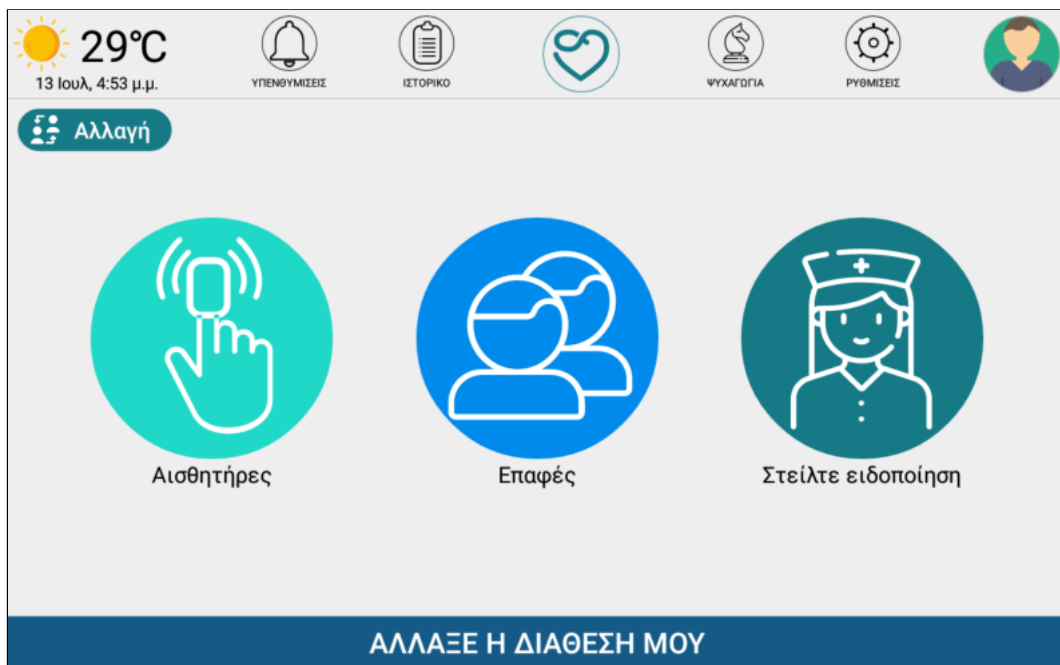 29°C
13 Ιουλ, 4:53 μ.μ.
ΥΠΕΝΘΥΜΙΣΕΙΣ
ΙΣΤΟΡΙΚΟ
ΨΥΧΑΓΩΓΙΑ
ΡΥΘΜΙΣΕΙΣ
Αλλαγή
Αισθητήρες
Επαφές
Στείλτε ειδοποίηση
ΑΛΛΑΞΕ Η ΔΙΑΘΕΣΗ ΜΟΥ